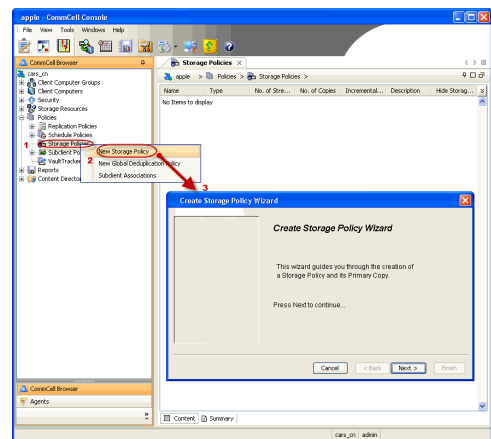 apple - CommCell Console
File View Tools Windows Help
CommCell Browser
cars_cn
Client Computer Groups
Client Computers
Security
Storage Resources
Policies
Replication Policies
Schedule Policies
1 Storage Policies
Subclient Po
VaultTracker
Reports
Content Director
New Storage Policy
2
New Global Deduplication Policy
Subclient Associations
3
Storage Policies
apple > Policies > Storage Policies >
Name Type No. of Stre... No. of Copies Incremental... Description Hide Storag...
No Items to display
Create Storage Policy Wizard
Create Storage Policy Wizard
This wizard guides you through the creation of
a Storage Policy and its Primary Copy.
Press Next to continue...
Cancel < Back Next > Finish
CommCell Browser
Agents
Content Summary
cars_cn admin